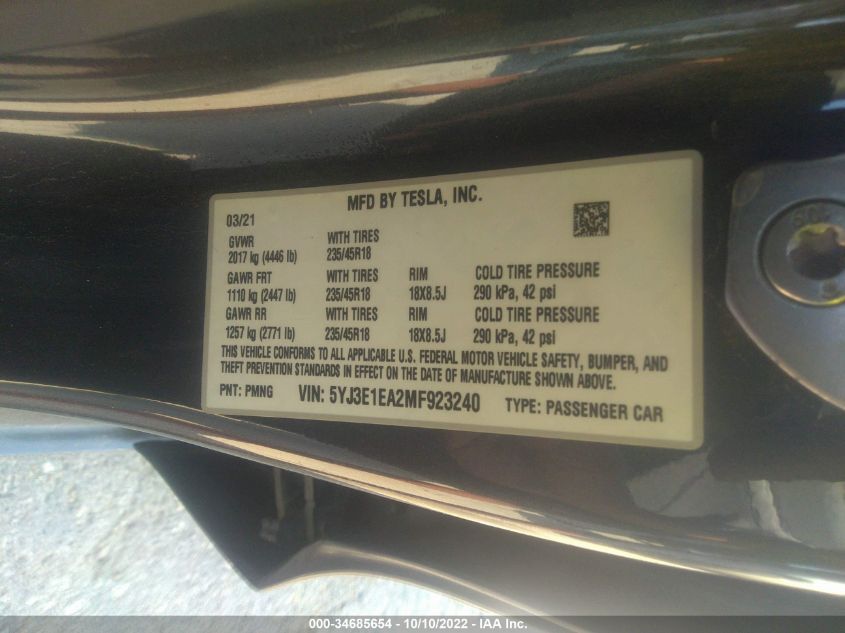 MFD BY TESLA, INC.
03/21
GVWR WITH TIRES
2017 kg (4446 lb) 235/45R18
GAWR FRT WITH TIRES RIM COLD TIRE PRESSURE
1110 kg (2447 lb) 235/45R18 18X8.5J 290 kPa, 42 psi
GAWR RR WITH TIRES RIM COLD TIRE PRESSURE
1257 kg (2771 lb) 235/45R18 18X8.5J 290 kPa, 42 psi
THIS VEHICLE CONFORMS TO ALL APPLICABLE U.S. FEDERAL MOTOR VEHICLE SAFETY, BUMPER, AND
THEFT PREVENTION STANDARDS IN EFFECT ON THE DATE OF MANUFACTURE SHOWN ABOVE.
PNT: PMNG VIN: 5YJ3E1EA2MF923240 TYPE: PASSENGER CAR
000-34685654 - 10/10/2022 - IAA Inc.